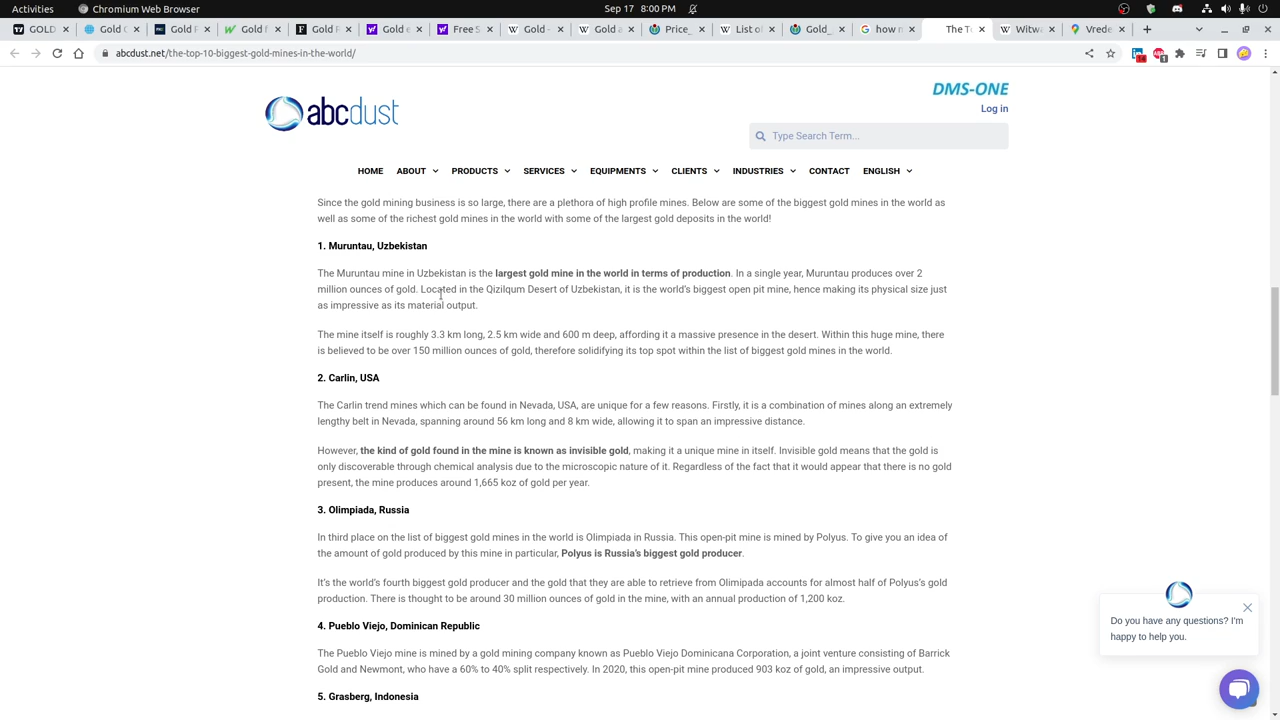 Activities
Sep 17 8:00 PM
GOLD
Gold
Gold F
Gold F
Gold F
Gold e
Free S
Gold -
Gold a
Price_
List o
Gold_
how n
The T
Witw
Gold
Vrede
abcdust.net/the-top-10-biggest-gold-mines-in-the-world/
DMS-ONE
Log in
abcdust
Type Search Term...
HOME ABOUT PRODUCTS SERVICES EQUIPMENTS CLIENTS INDUSTRIES CONTACT ENGLISH
Since the gold mining business is so large, there are a plethora of high profile mines. Below are some of the biggest gold mines in the world as
well as some of the richest gold mines in the world with some of the largest gold deposits in the world!
1. Muruntau, Uzbekistan
The Muruntau mine in Uzbekistan is the largest gold mine in the world in terms of production. In a single year, Muruntau produces over 2
million ounces of gold. Located in the Qizilqum Desert of Uzbekistan, it is the world's biggest open pit mine, hence making its physical size just
as impressive as its material output.
The mine itself is roughly 3.3 km long, 2.5 km wide and 600 m deep, affording it a massive presence in the desert. Within this huge mine, there
is believed to be over 150 million ounces of gold, therefore solidifying its top spot within the list of biggest gold mines in the world.
2. Carlin, USA
The Carlin trend mines which can be found in Nevada, USA, are unique for a few reasons. Firstly, it is a combination of mines along an extremely
lengthy belt in Nevada, spanning around 56 km long and 8 km wide, allowing it to span an impressive distance.
However, the kind of gold found in the mine is known as invisible gold, making it a unique mine in itself. Invisible gold means that the gold is
only discoverable through chemical analysis due to the microscopic nature of it. Regardless of the fact that it would appear that there is no gold
present, the mine produces around 1,665 koz of gold per year.
3. Olimpiada, Russia
In third place on the list of biggest gold mines in the world is Olimpiada in Russia. This open-pit mine is mined by Polyus. To give you an idea of
the amount of gold produced by this mine in particular, Polyus is Russia's biggest gold producer.
It's the world's fourth biggest gold producer and the gold that they are able to retrieve from Olimipada accounts for almost half of Polyus's gold
production. There is thought to be around 30 million ounces of gold in the mine, with an annual production of 1,200 koz.
4. Pueblo Viejo, Dominican Republic
The Pueblo Viejo mine is mined by a gold mining company known as Pueblo Viejo Dominicana Corporation, a joint venture consisting of Barrick
Gold and Newmont, who have a 60% to 40% split respectively. In 2020, this open-pit mine produced 903 koz of gold, an impressive output.
5. Grasberg, Indonesia
Do you have any questions? I'm
happy to help you.